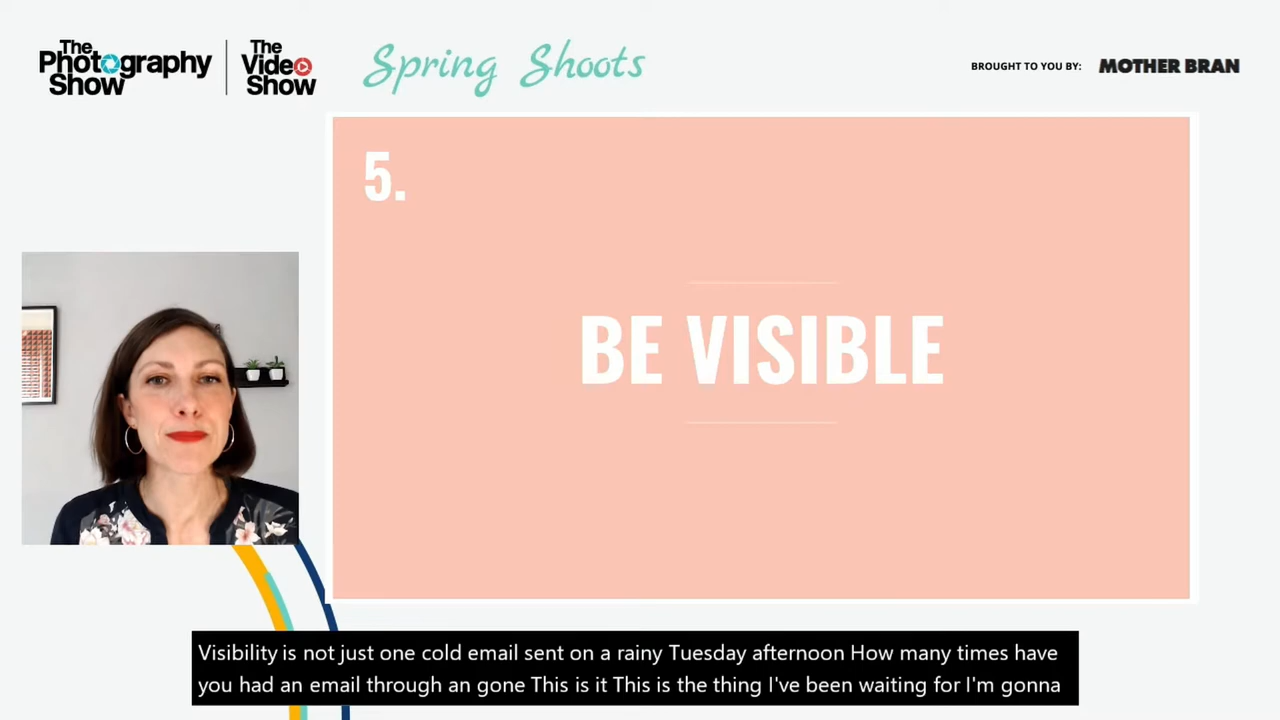 The
Photography
Show
The
Video
Show
Spring Shoots
BROUGHT TO YOU BY:
MOTHER BRAN
5.
BE VISIBLE
Visibility is not just one cold email sent on a rainy Tuesday afternoon How many times have
you had an email through an gone This is it This is the thing I've been waiting for I'm gonna